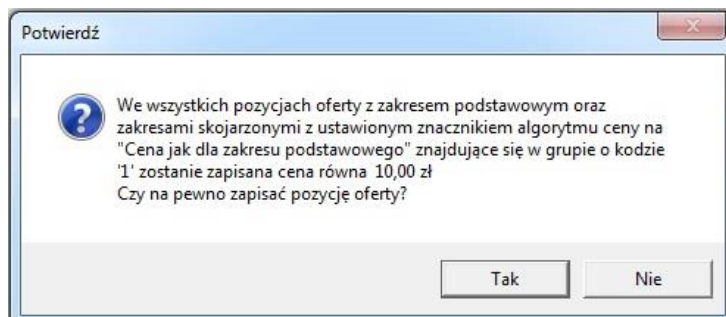 Potwierdź
We wszystkich pozycjach oferty z zakresem podstawowym oraz
zakresami skojarzonymi z ustawionym znacznikiem algorytmu ceny na
"Cena jak dla zakresu podstawowego" znajdujące się w grupie o kodzie
'1' zostanie zapisana cena równa 10,00 zł
Czy na pewno zapisać pozycję oferty?
Tak
Nie